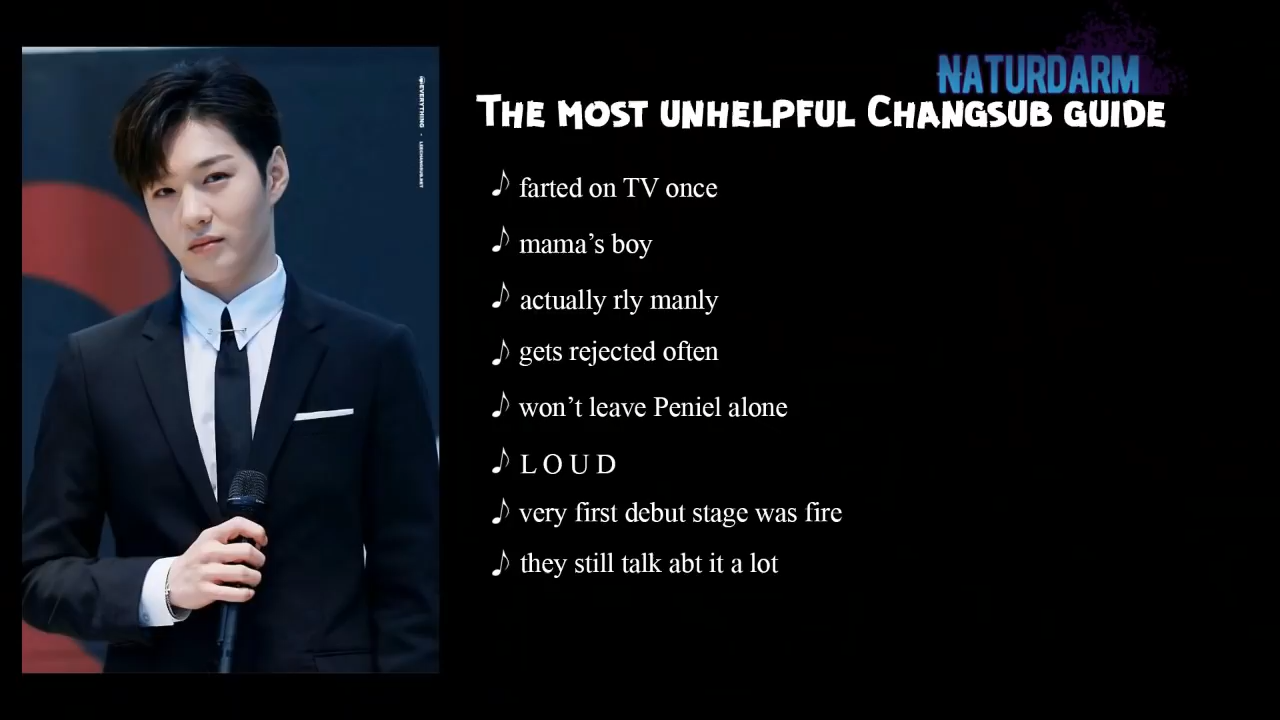 NATURDARM
THE MOST UNHELPFUL CHANGSUB GUIDE
farted on TV once
mama's boy
actually rly manly
gets rejected often
won't leave Peniel alone
L O U D
very first debut stage was fire
they still talk abt it a lot